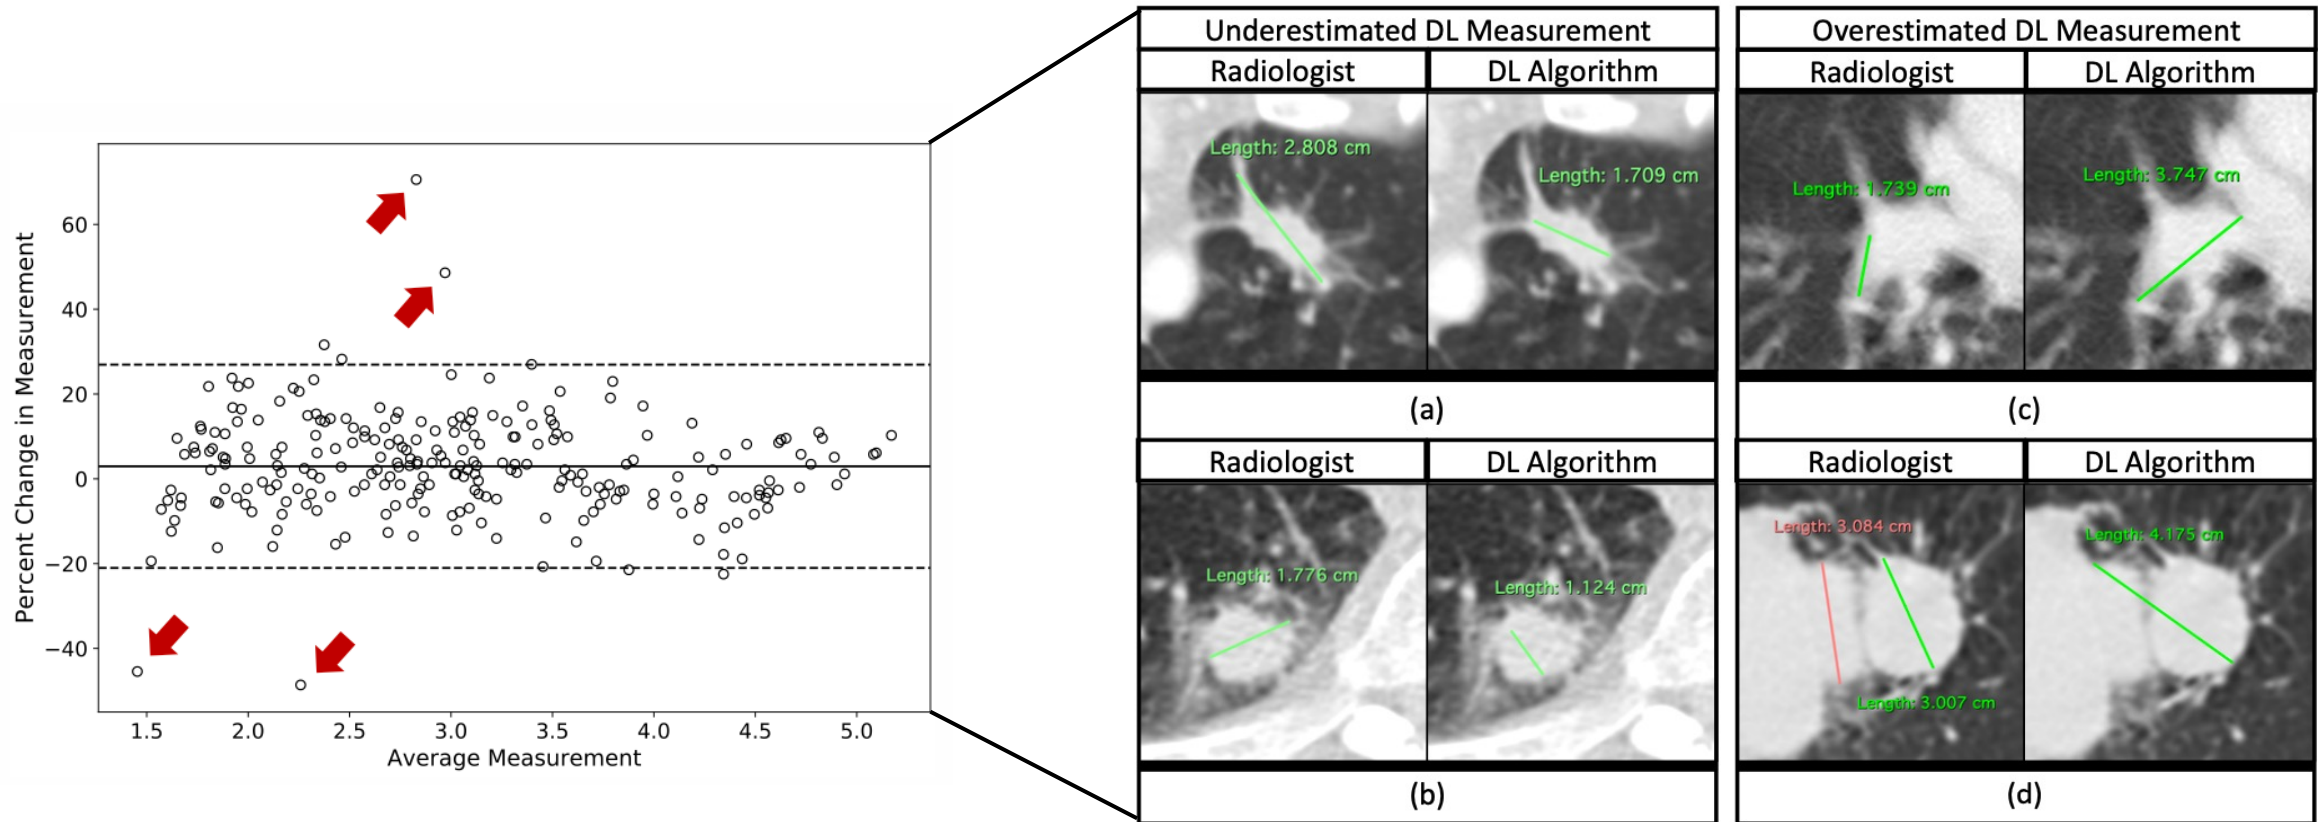 Percent Change in Measurement
60
40
20
0
−20
−40
1.5 2.0 2.5 3.0 3.5 4.0 4.5 5.0
Average Measurement
Underestimated DL Measurement
Radiologist DL Algorithm
Length: 2.808 cm
Length: 1.709 cm
(a)
Radiologist DL Algorithm
Length: 1.776 cm
Length: 1.124 cm
(b)
Overestimated DL Measurement
Radiologist DL Algorithm
Length: 1.739 cm
Length: 3.747 cm
(c)
Radiologist DL Algorithm
Length: 3.084 cm
Length: 4.175 cm
Length: 3.007 cm
(d)